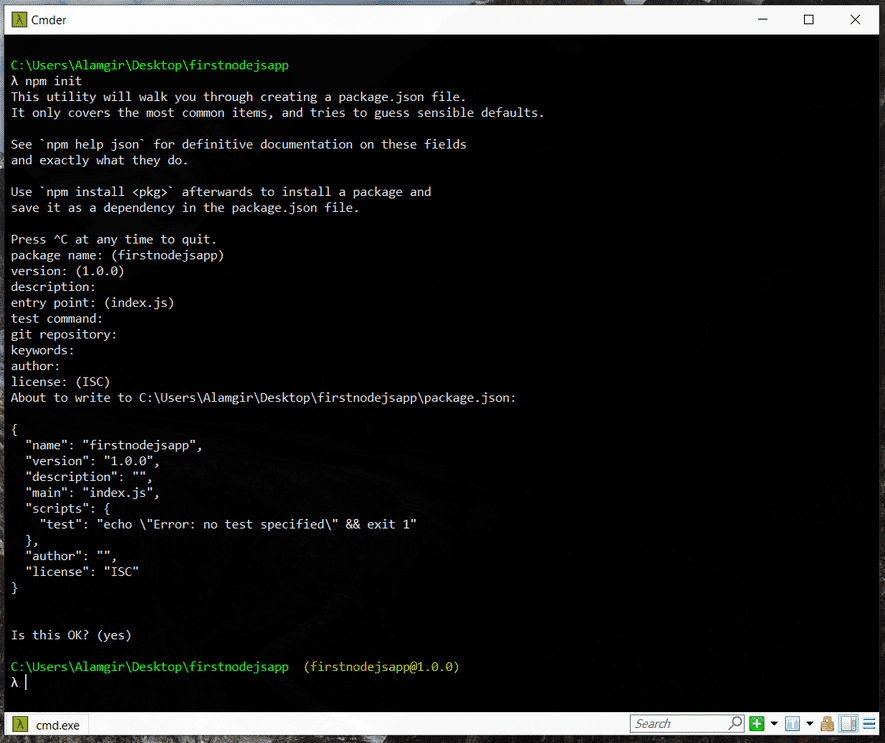 Cmder
C:\Users\Alamgir\Desktop\firstnodejsapp
λ npm init
This utility will walk you through creating a package.json file.
It only covers the most common items, and tries to guess sensible defaults.
See `npm help json` for definitive documentation on these fields
and exactly what they do.
Use `npm install <pkg>` afterwards to install a package and
save it as a dependency in the package.json file.
Press ^C at any time to quit.
package name: (firstnodejsapp)
version: (1.0.0)
description:
entry point: (index.js)
test command:
git repository:
keywords:
author:
license: (ISC)
About to write to C:\Users\Alamgir\Desktop\firstnodejsapp\package.json:
{
  "name": "firstnodejsapp",
  "version": "1.0.0",
  "description": "",
  "main": "index.js",
  "scripts": {
    "test": "echo \"Error: no test specified\" && exit 1"
  },
  "author": "",
  "license": "ISC"
}
Is this OK? (yes)
C:\Users\Alamgir\Desktop\firstnodejsapp  (firstnodejsapp@1.0.0)
λ
λ cmd.exe
Search